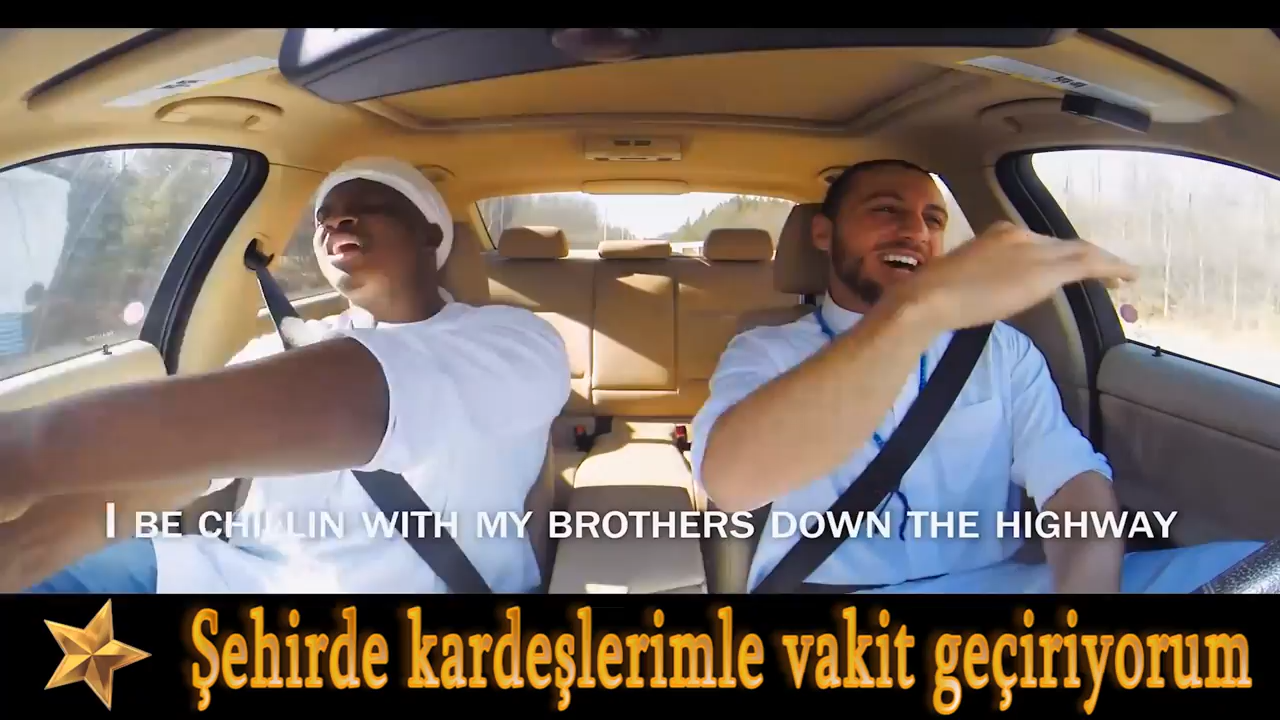 I BE CHILLIN WITH MY BROTHERS DOWN THE HIGHWAY
Şehirde kardeşlerimle vakit geçiriyorum